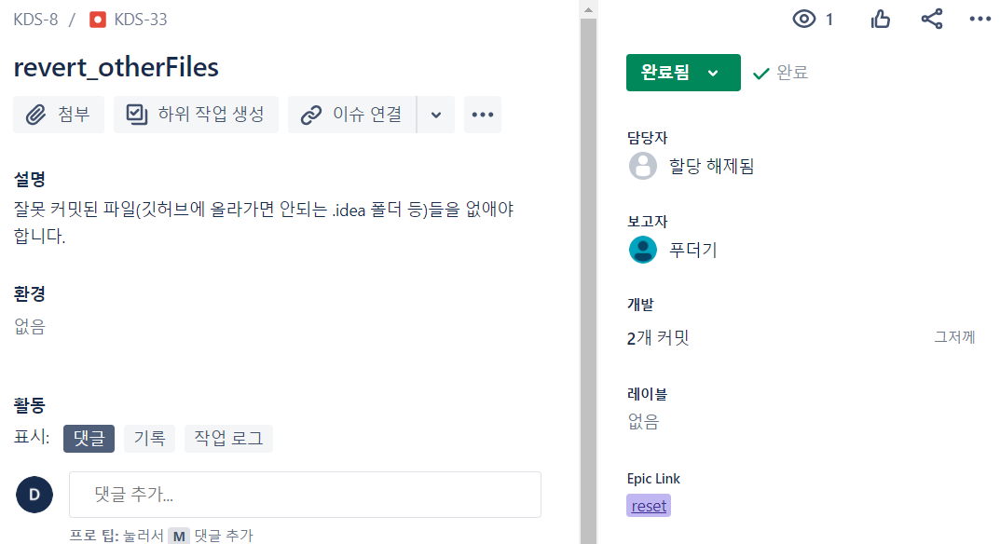 KDS-8 / KDS-33
revert_otherFiles
첨부 하위 작업 생성 이슈 연결
설명
잘못 커밋된 파일(깃허브에 올라가면 안되는 .idea 폴더 등)들을 없애야
합니다.
환경
없음
활동
표시: 댓글 기록 작업 로그
D 댓글 추가...
프로 팁: 눌러서 M 댓글 추가
1
완료됨 완료
담당자
할당 해제됨
보고자
푸더기
개발
2개 커밋 그저께
레이블
없음
Epic Link
reset